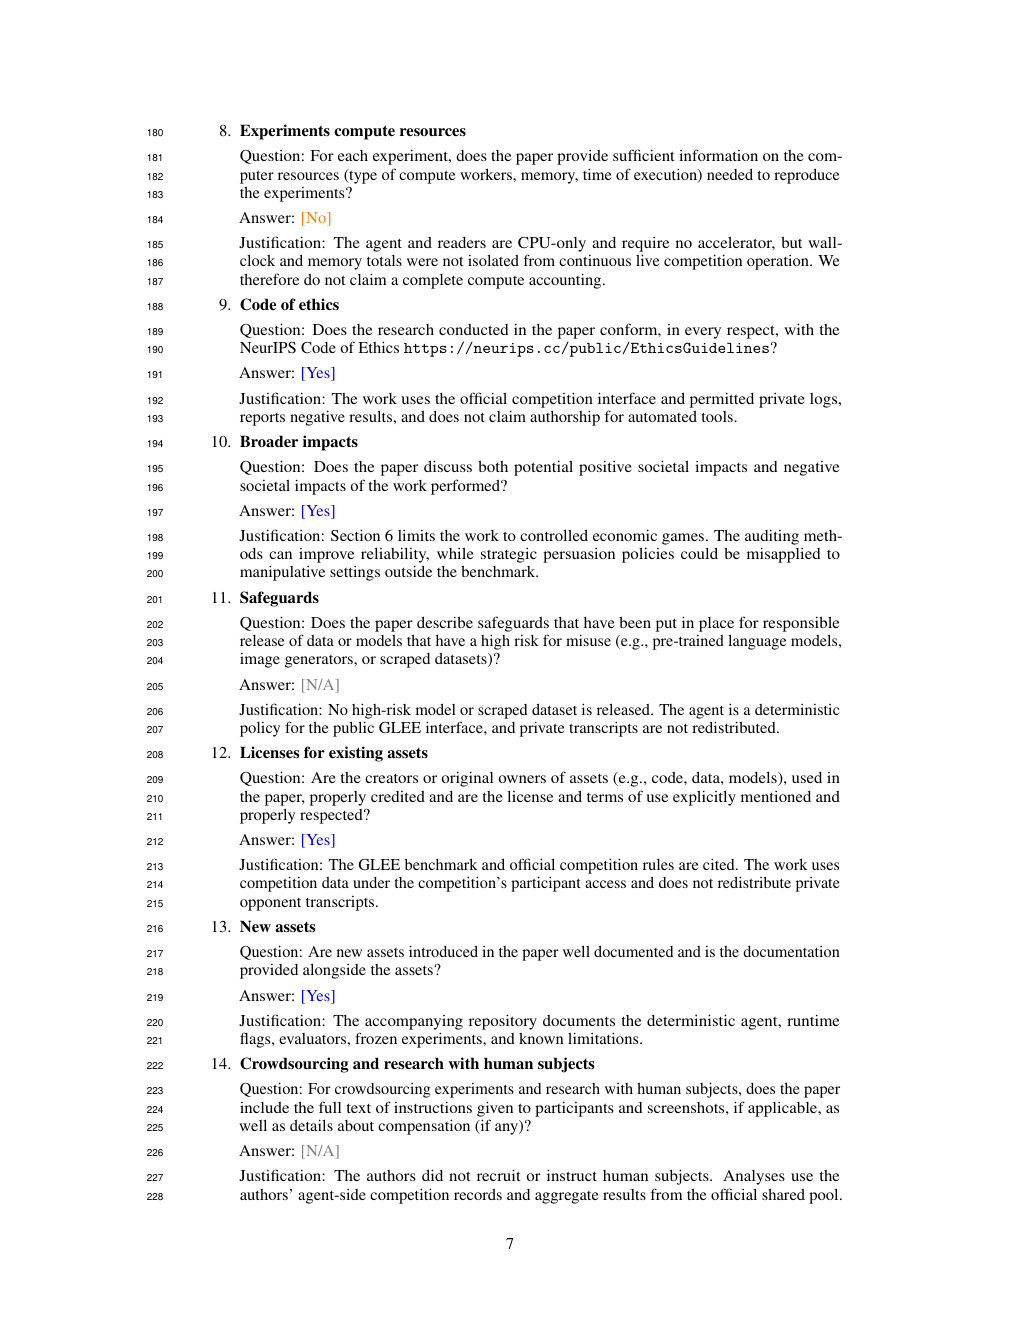 180 8. Experiments compute resources
181 Question: For each experiment, does the paper provide sufficient information on the com-
182 puter resources (type of compute workers, memory, time of execution) needed to reproduce
183 the experiments?
184 Answer: [No]
185 Justification: The agent and readers are CPU-only and require no accelerator, but wall-
186 clock and memory totals were not isolated from continuous live competition operation. We
187 therefore do not claim a complete compute accounting.
188 9. Code of ethics
189 Question: Does the research conducted in the paper conform, in every respect, with the
190 NeurIPS Code of Ethics https://neurips.cc/public/EthicsGuidelines?
191 Answer: [Yes]
192 Justification: The work uses the official competition interface and permitted private logs,
193 reports negative results, and does not claim authorship for automated tools.
194 10. Broader impacts
195 Question: Does the paper discuss both potential positive societal impacts and negative
196 societal impacts of the work performed?
197 Answer: [Yes]
198 Justification: Section 6 limits the work to controlled economic games. The auditing meth-
199 ods can improve reliability, while strategic persuasion policies could be misapplied to
200 manipulative settings outside the benchmark.
201 11. Safeguards
202 Question: Does the paper describe safeguards that have been put in place for responsible
203 release of data or models that have a high risk for misuse (e.g., pre-trained language models,
204 image generators, or scraped datasets)?
205 Answer: [N/A]
206 Justification: No high-risk model or scraped dataset is released. The agent is a deterministic
207 policy for the public GLEE interface, and private transcripts are not redistributed.
208 12. Licenses for existing assets
209 Question: Are the creators or original owners of assets (e.g., code, data, models), used in
210 the paper, properly credited and are the license and terms of use explicitly mentioned and
211 properly respected?
212 Answer: [Yes]
213 Justification: The GLEE benchmark and official competition rules are cited. The work uses
214 competition data under the competition's participant access and does not redistribute private
215 opponent transcripts.
216 13. New assets
217 Question: Are new assets introduced in the paper well documented and is the documentation
218 provided alongside the assets?
219 Answer: [Yes]
220 Justification: The accompanying repository documents the deterministic agent, runtime
221 flags, evaluators, frozen experiments, and known limitations.
222 14. Crowdsourcing and research with human subjects
223 Question: For crowdsourcing experiments and research with human subjects, does the paper
224 include the full text of instructions given to participants and screenshots, if applicable, as
225 well as details about compensation (if any)?
226 Answer: [N/A]
227 Justification: The authors did not recruit or instruct human subjects. Analyses use the
228 authors' agent-side competition records and aggregate results from the official shared pool.
7